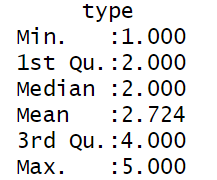 type
Min.   :1.000
1st Qu.:2.000
Median :2.000
Mean   :2.724
3rd Qu.:4.000
Max.   :5.000